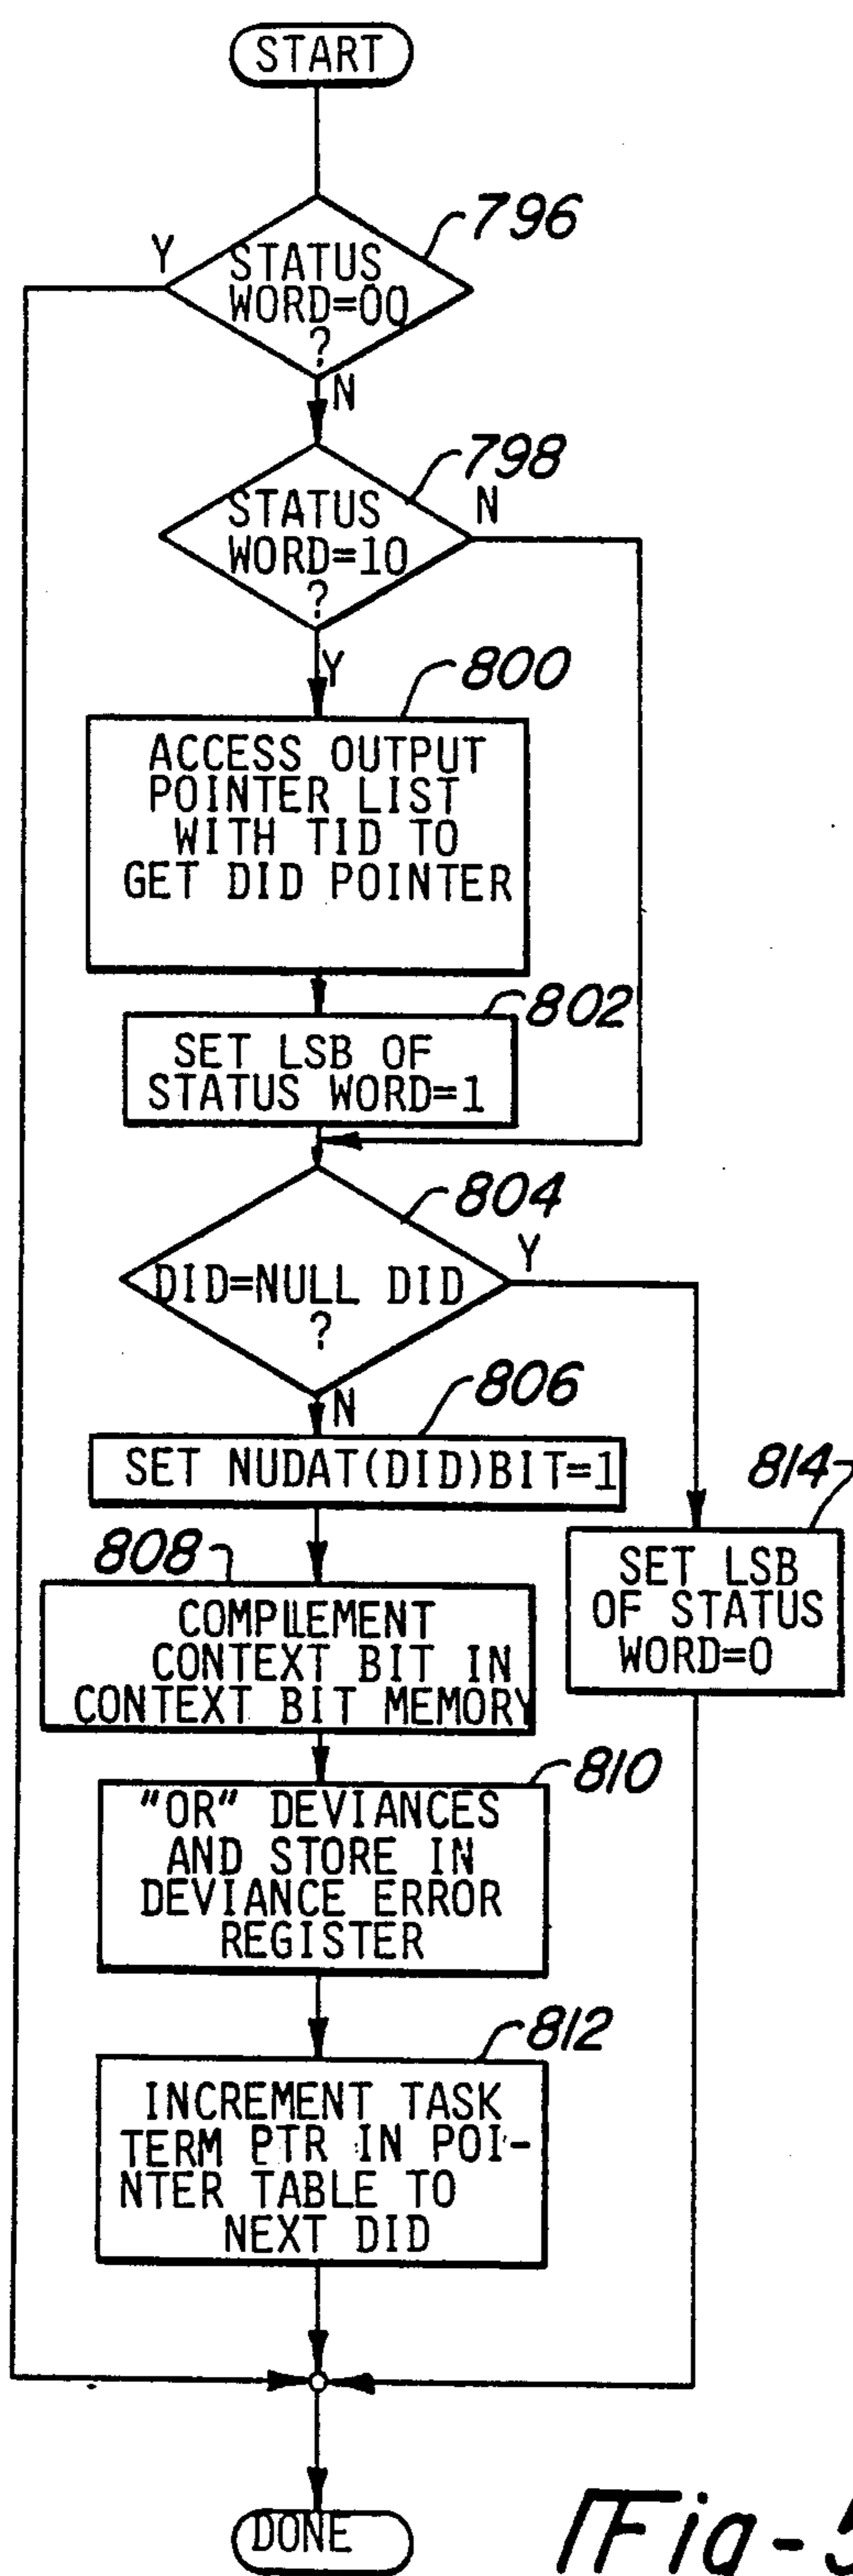 START
796
Y
STATUS
WORD=00
?
N
798
STATUS
WORD=10
?
N
Y
800
ACCESS OUTPUT
POINTER LIST
WITH TID TO
GET DID POINTER
802
SET LSB OF
STATUS WORD=1
804
DID=NULL DID
?
Y
N
806
SET NUDAT(DID)BIT=1
814
SET LSB
OF STATUS
WORD=0
808
COMPLEMENT
CONTEXT BIT IN
CONTEXT BIT MEMORY
810
"OR" DEVIANCES
AND STORE IN
DEVIANCE ERROR
REGISTER
812
INCREMENT TASK
TERM PTR IN POI-
NTER TABLE TO
NEXT DID
DONE
Fig-5